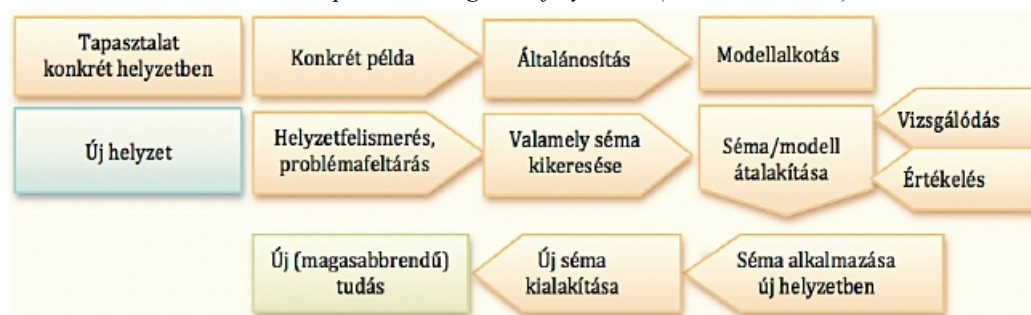 Tapasztalat
konkrét helyzetben
Konkrét példa
Általánosítás
Modellalkotás
Új helyzet
Helyzetfelismerés,
problémafeltárás
Valamely séma
kikeresése
Séma/modell
átalakítása
Vizsgálódás
Értékelés
Új (magasabbrendű)
tudás
Új séma
kialakítása
Séma alkalmazása
új helyzetben